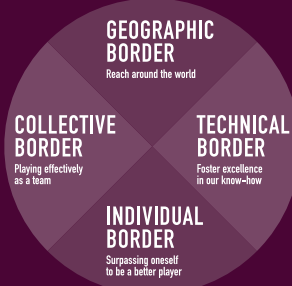 GEOGRAPHIC
BORDER
Reach around the world
COLLECTIVE
BORDER
Playing effectively
as a team
TECHNICAL
BORDER
Foster excellence
in our know-how
INDIVIDUAL
BORDER
Surpassing oneself
to be a better player